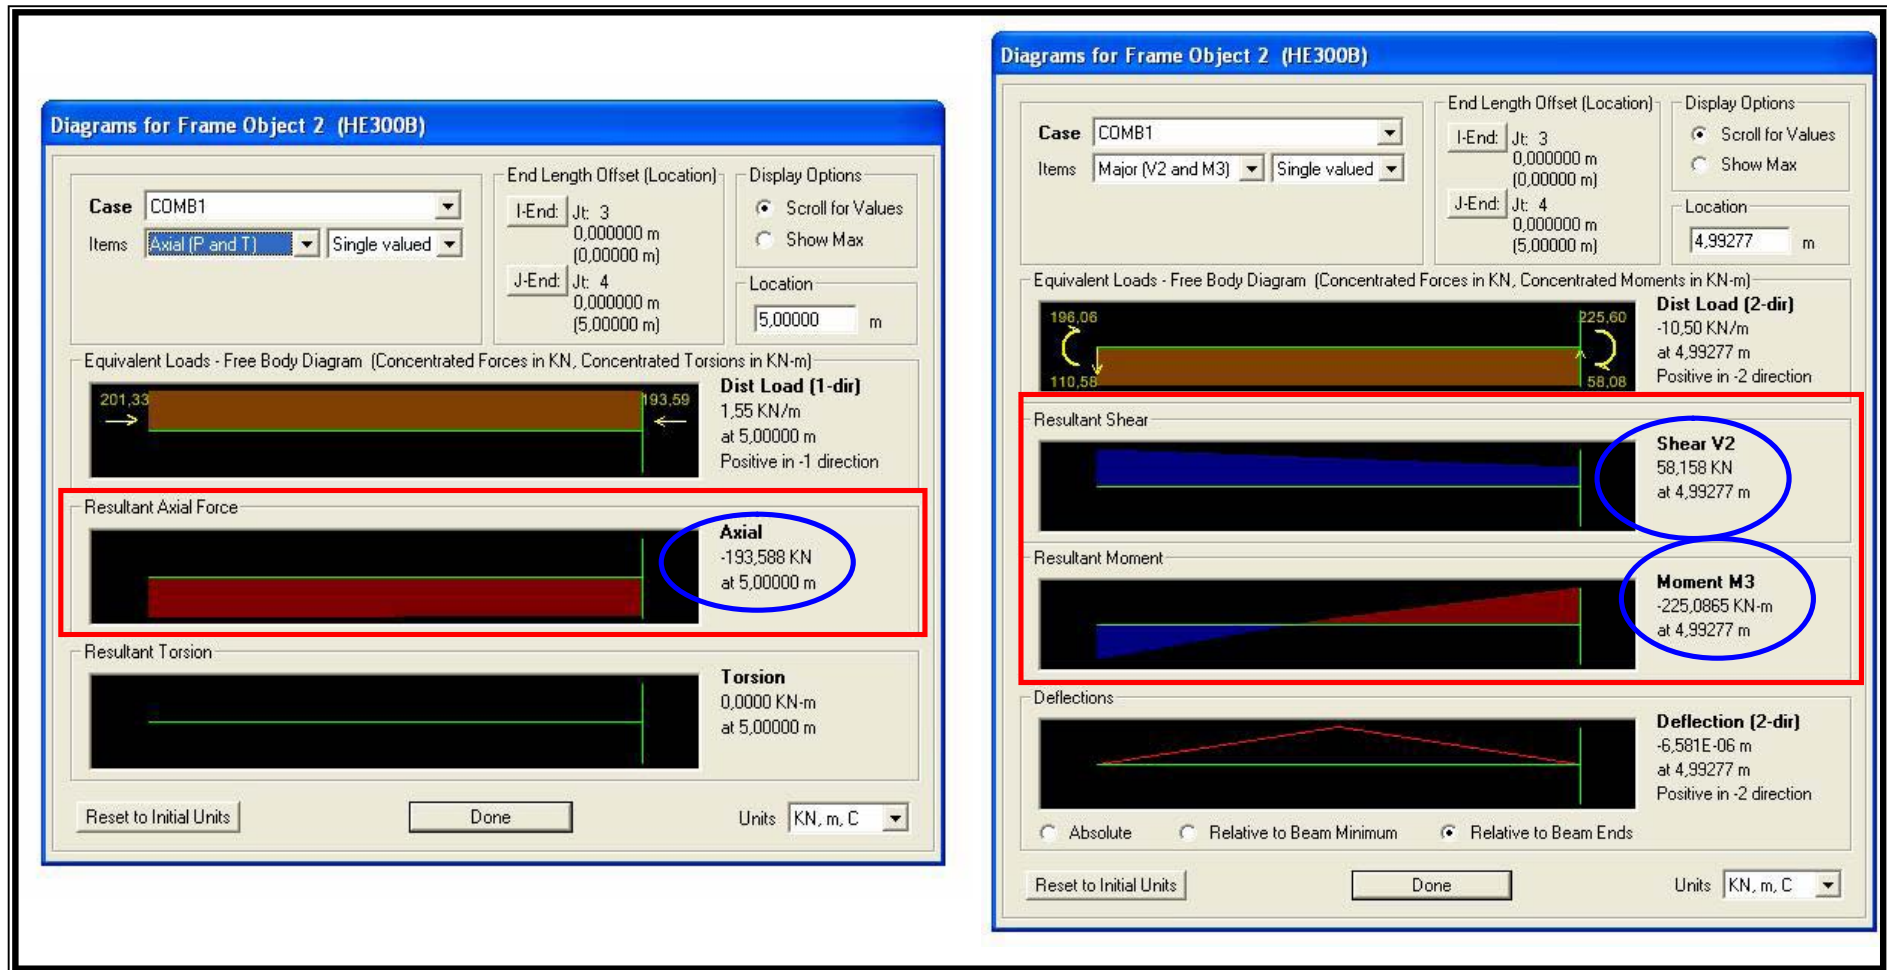 Diagrams for Frame Object 2 (HE300B)
Case COMB1
Items Axial (P and T) Single valued
End Length Offset (Location)
I-End: Jt: 3
0,000000 m
(0,00000 m)
J-End: Jt: 4
0,000000 m
(5,00000 m)
Display Options
Scroll for Values
Show Max
Location
5,00000 m
Equivalent Loads - Free Body Diagram (Concentrated Forces in KN, Concentrated Torsions in KN-m)
201,33 193,59
Dist Load (1-dir)
1,55 KN/m
at 5,00000 m
Positive in -1 direction
Resultant Axial Force
Axial
-193,588 KN
at 5,00000 m
Resultant Torsion
Torsion
0,0000 KN-m
at 5,00000 m
Reset to Initial Units Done Units KN, m, C
Diagrams for Frame Object 2 (HE300B)
Case COMB1
Items Major (V2 and M3) Single valued
End Length Offset (Location)
I-End: Jt: 3
0,000000 m
(0,00000 m)
J-End: Jt: 4
0,000000 m
(5,00000 m)
Display Options
Scroll for Values
Show Max
Location
4,99277 m
Equivalent Loads - Free Body Diagram (Concentrated Forces in KN, Concentrated Moments in KN-m)
196,06 225,60
110,58 58,08
Dist Load (2-dir)
-10,50 KN/m
at 4,99277 m
Positive in -2 direction
Resultant Shear
Shear V2
58,158 KN
at 4,99277 m
Resultant Moment
Moment M3
-225,0865 KN-m
at 4,99277 m
Deflections
Deflection (2-dir)
-6,581E-06 m
at 4,99277 m
Positive in -2 direction
Absolute Relative to Beam Minimum Relative to Beam Ends
Reset to Initial Units Done Units KN, m, C